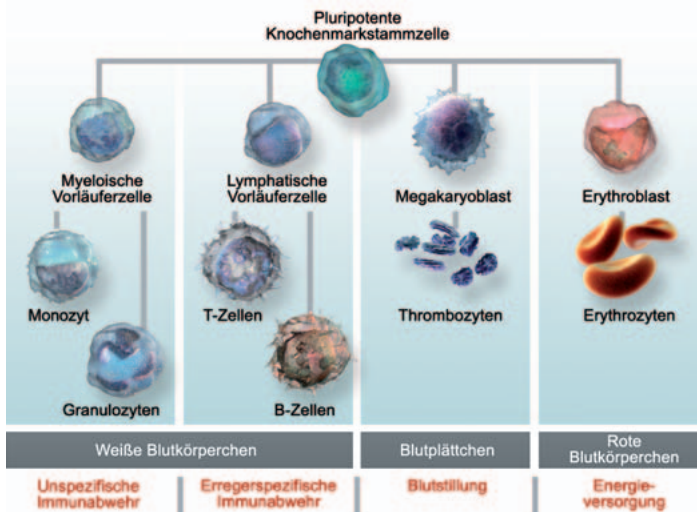 Pluripotente
Knochenmarkstammzelle
Myeloische
Vorläuferzelle
Lymphatische
Vorläuferzelle
Megakaryoblast
Erythroblast
Monozyt
T-Zellen
Thrombozyten
Erythrozyten
Granulozyten
B-Zellen
Weiße Blutkörperchen
Blutplättchen
Rote
Blutkörperchen
Unspezifische
Immunabwehr
Erregerspezifische
Immunabwehr
Blutstillung
Energie-
versorgung